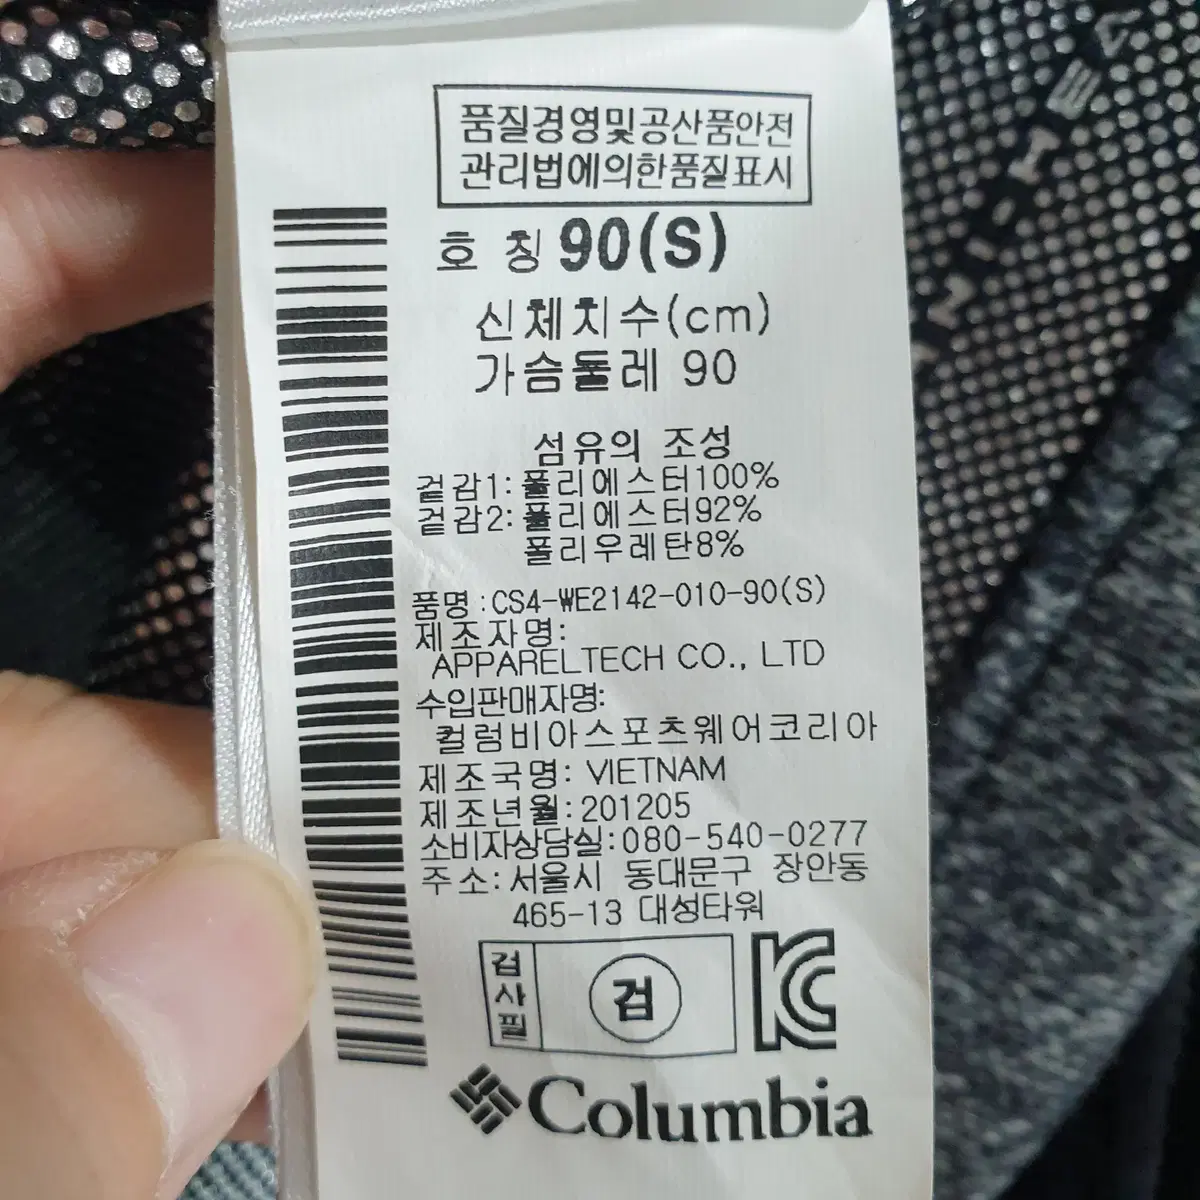 품질경영및공산품안전
관리법에의한품질표시
호 칭 90(S)
신체치수(cm)
가슴둘레 90
섬유의 조성
겉감1: 폴리에스터100%
겉감2: 폴리에스터92%
폴리우레탄8%
품명:CS4-WE2142-010-90(S)
제조자명:
APPARELTECH CO., LTD
수입판매자명:
컬럼비아스포츠웨어코리아
제조국명: VIETNAM
제조년월:201205
소비자상담실:080-540-0277
주소:서울시 동대문구 장안동
465-13 대성타워
검사필
검
KC
Columbia